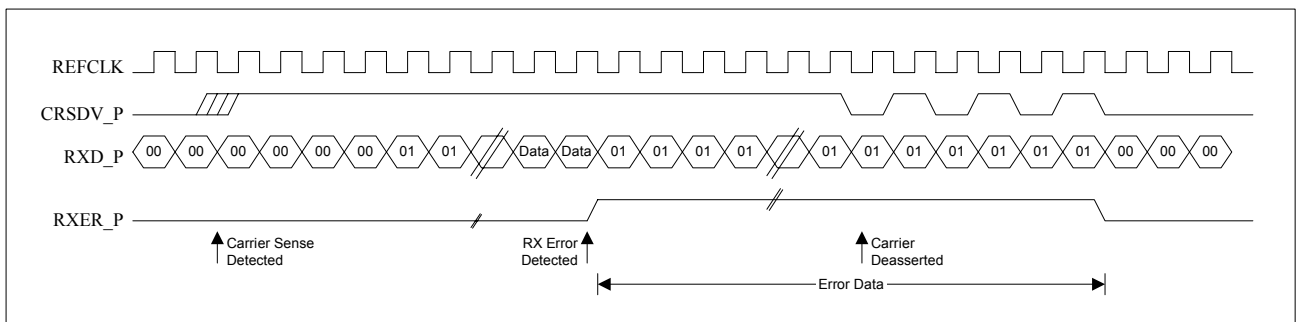 REFCLK
CRSDV_P
RXD_P 00 00 00 00 00 00 01 01 Data Data 01 01 01 01 01 01 01 01 01 01 01 00 00 00
RXER_P
Carrier Sense
Detected
RX Error
Detected
Carrier
Deasserted
Error Data